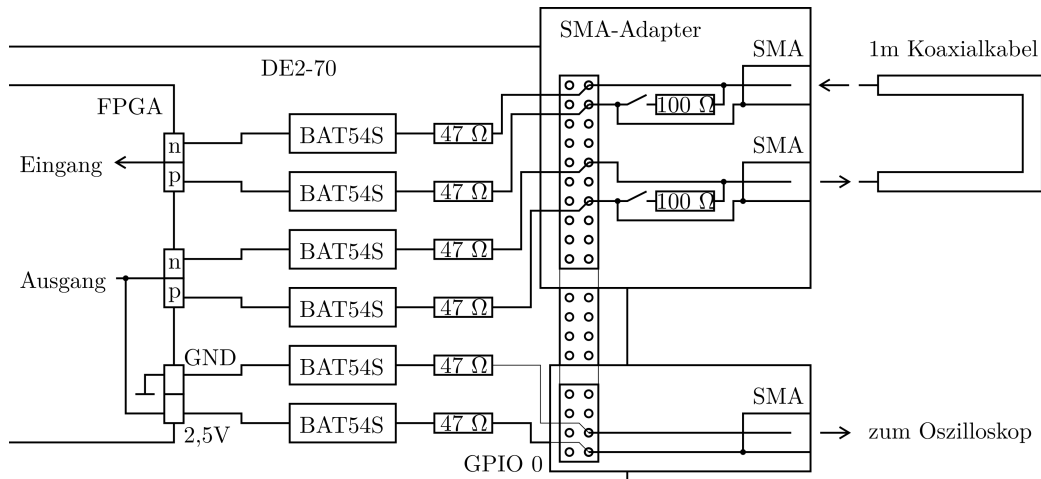 SMA-Adapter
SMA
1m Koaxialkabel
DE2-70
FPGA
100 Ω
BAT54S
47 Ω
n
Eingang
p
SMA
BAT54S
47 Ω
100 Ω
BAT54S
47 Ω
n
Ausgang
p
BAT54S
47 Ω
GND
BAT54S
47 Ω
SMA
BAT54S
47 Ω
2,5V
zum Oszilloskop
GPIO 0